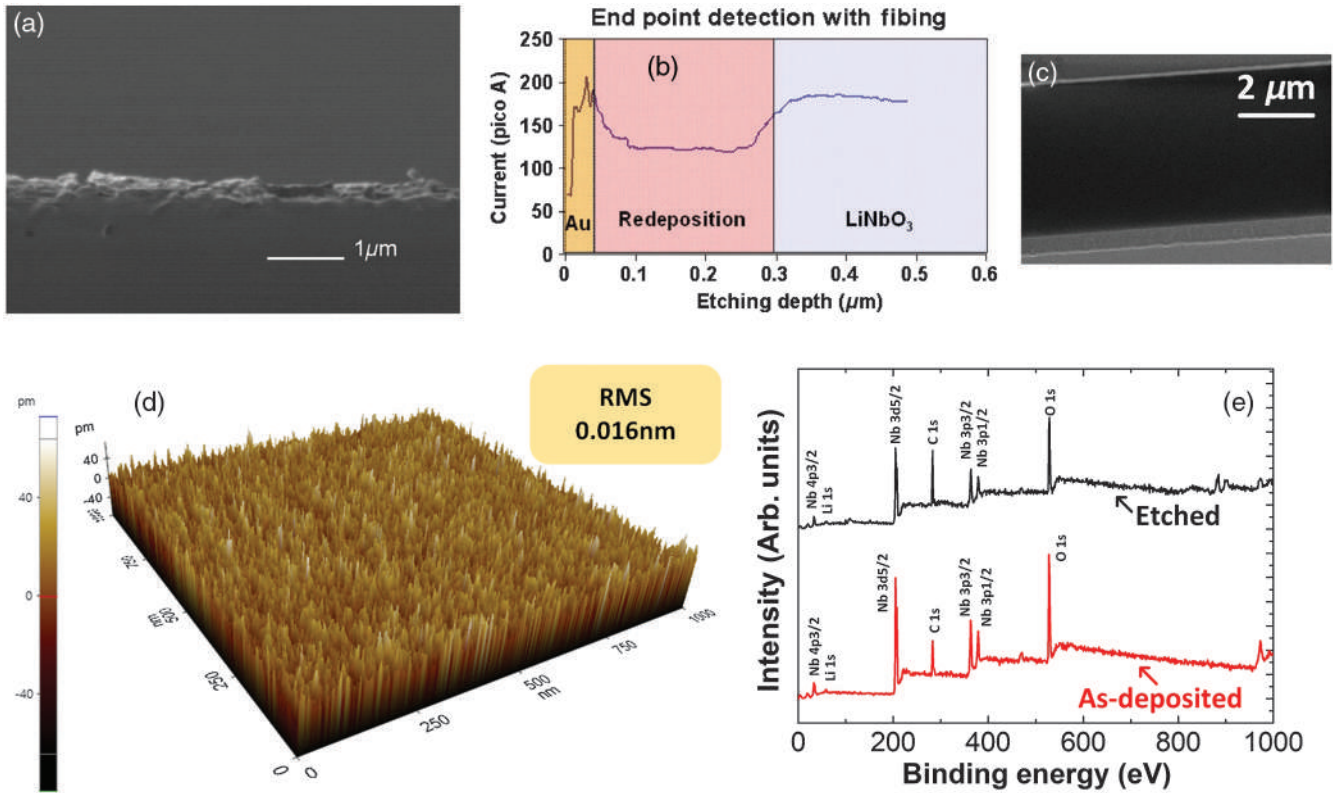 (a)
1μm
End point detection with fibing
(b)
250
200
150
100
50
0
Current (pico A)
Au
Redeposition
LiNbO₃
0
0.1
0.2
0.3
0.4
0.5
0.6
Etching depth (μm)
(c)
2 μm
(d)
pm
40
0
-40
pm
40
0
-40
RMS
0.016nm
750
500
nm
250
0
0
250
500
nm
750
1000
(e)
Intensity (Arb. units)
Nb 4p3/2
Li 1s
Nb 3d5/2
C 1s
Nb 3p3/2
Nb 3p1/2
O 1s
Etched
Nb 4p3/2
Li 1s
Nb 3d5/2
C 1s
Nb 3p3/2
Nb 3p1/2
O 1s
As-deposited
0
200
400
600
800
1000
Binding energy (eV)